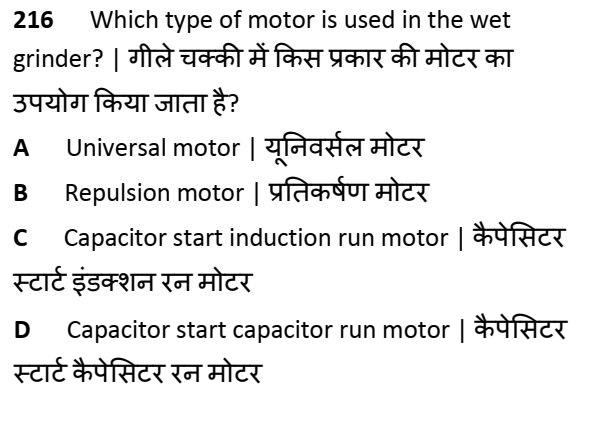 216 Which type of motor is used in the wet
grinder? | गीले चक्की में किस प्रकार की मोटर का
उपयोग किया जाता है?
A Universal motor | यूनिवर्सल मोटर
B Repulsion motor | प्रतिकर्षण मोटर
C Capacitor start induction run motor | कैपेसिटर
स्टार्ट इंडक्शन रन मोटर
D Capacitor start capacitor run motor | कैपेसिटर
स्टार्ट कैपेसिटर रन मोटर